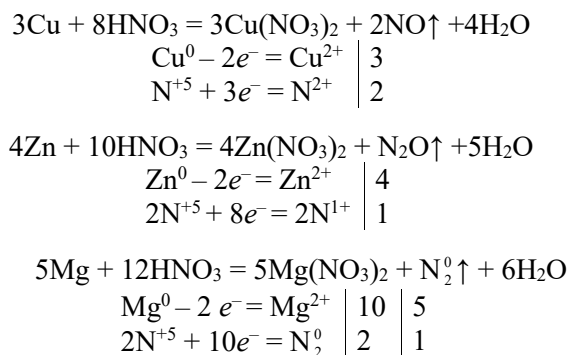 3Cu + 8HNO₃ = 3Cu(NO₃)₂ + 2NO↑ +4H₂O
Cu⁰ – 2e⁻ = Cu²⁺ | 3
N⁺⁵ + 3e⁻ = N²⁺ | 2
4Zn + 10HNO₃ = 4Zn(NO₃)₂ + N₂O↑ +5H₂O
Zn⁰ – 2e⁻ = Zn²⁺ | 4
2N⁺⁵ + 8e⁻ = 2N¹⁺ | 1
5Mg + 12HNO₃ = 5Mg(NO₃)₂ + N₂⁰↑ + 6H₂O
Mg⁰ – 2 e⁻ = Mg²⁺ | 10 | 5
2N⁺⁵ + 10e⁻ = N₂⁰ | 2 | 1